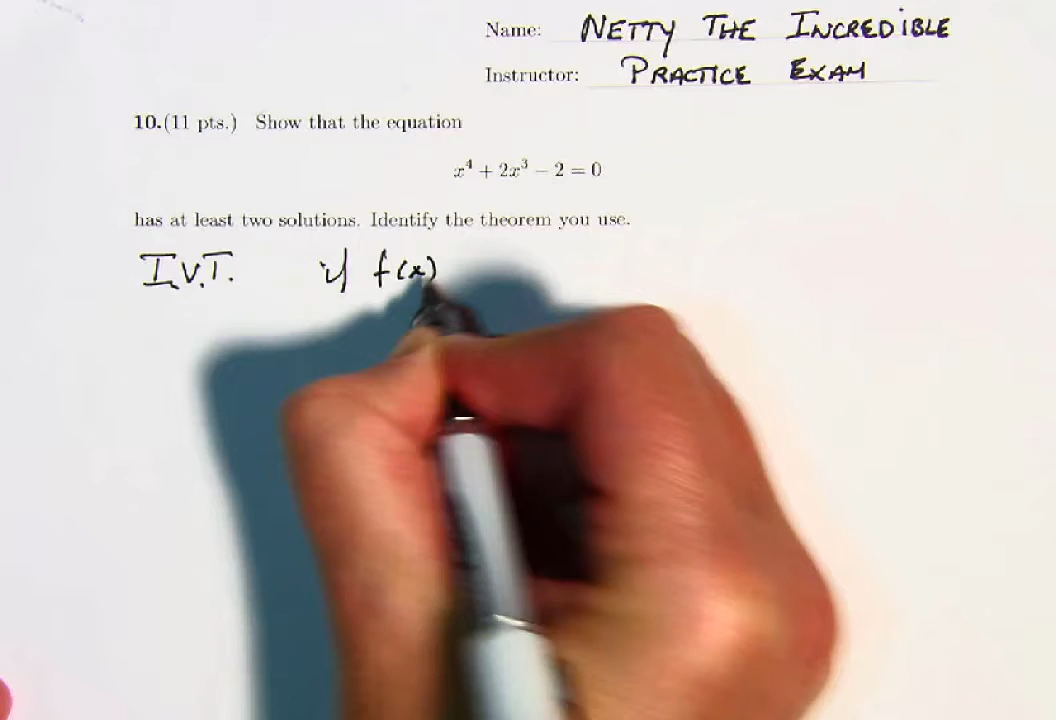 Name: NETTY THE INCREDIBLE
Instructor: PRACTICE EXAM
10.(11 pts.) Show that the equation
x⁴ + 2x³ − 2 = 0
has at least two solutions. Identify the theorem you use.
I.V.T. if f(x)